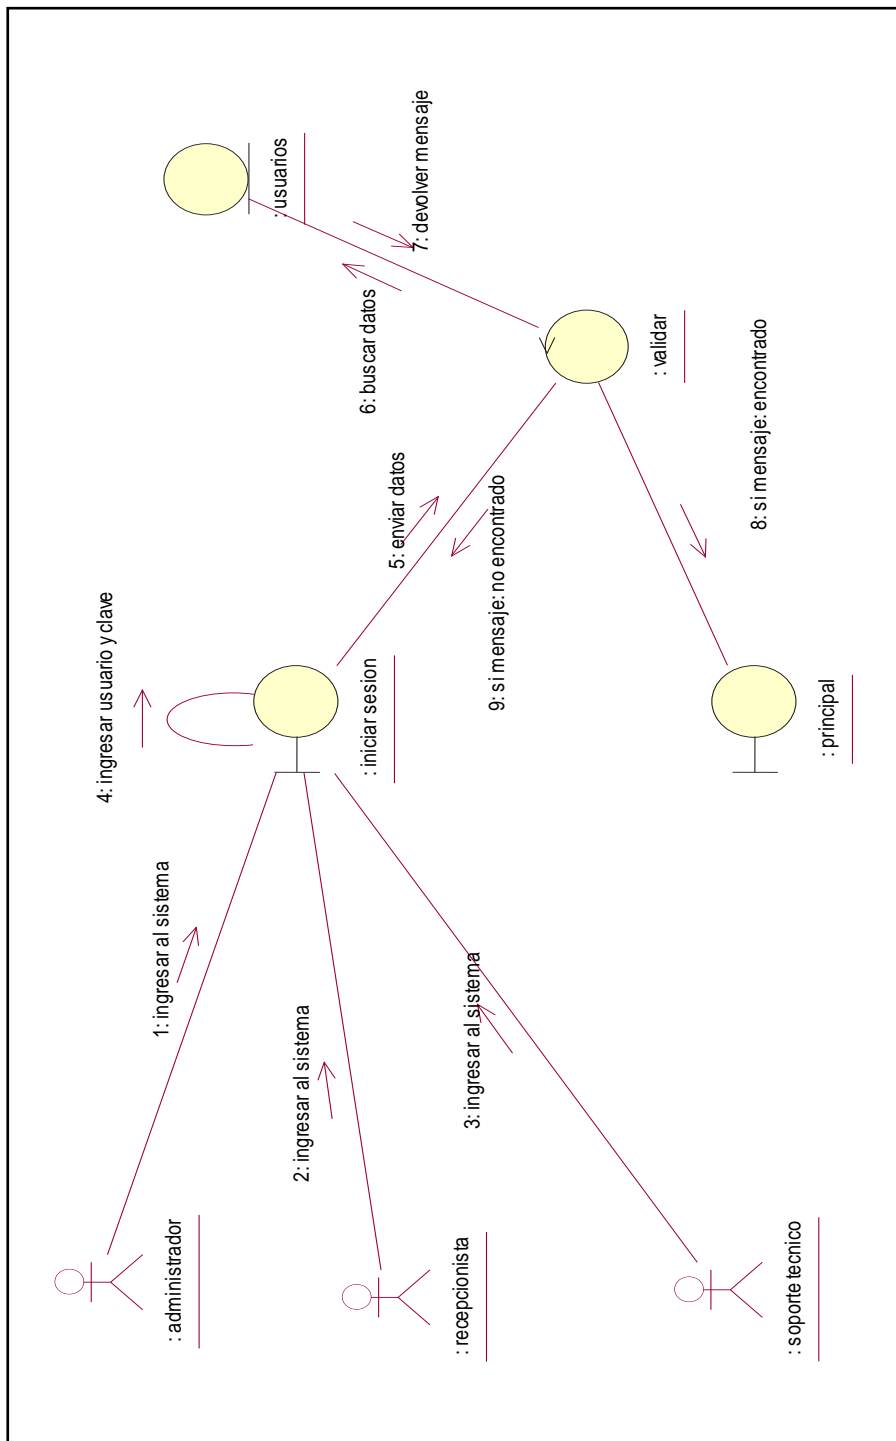 : administrador
1: ingresar al sistema
: recepcionista
2: ingresar al sistema
: soporte tecnico
3: ingresar al sistema
4: ingresar usuario y clave
: iniciar sesion
5: enviar datos
9: si mensaje: no encontrado
6: buscar datos
7: devolver mensaje
: usuarios
: validar
8: si mensaje: encontrado
: principal